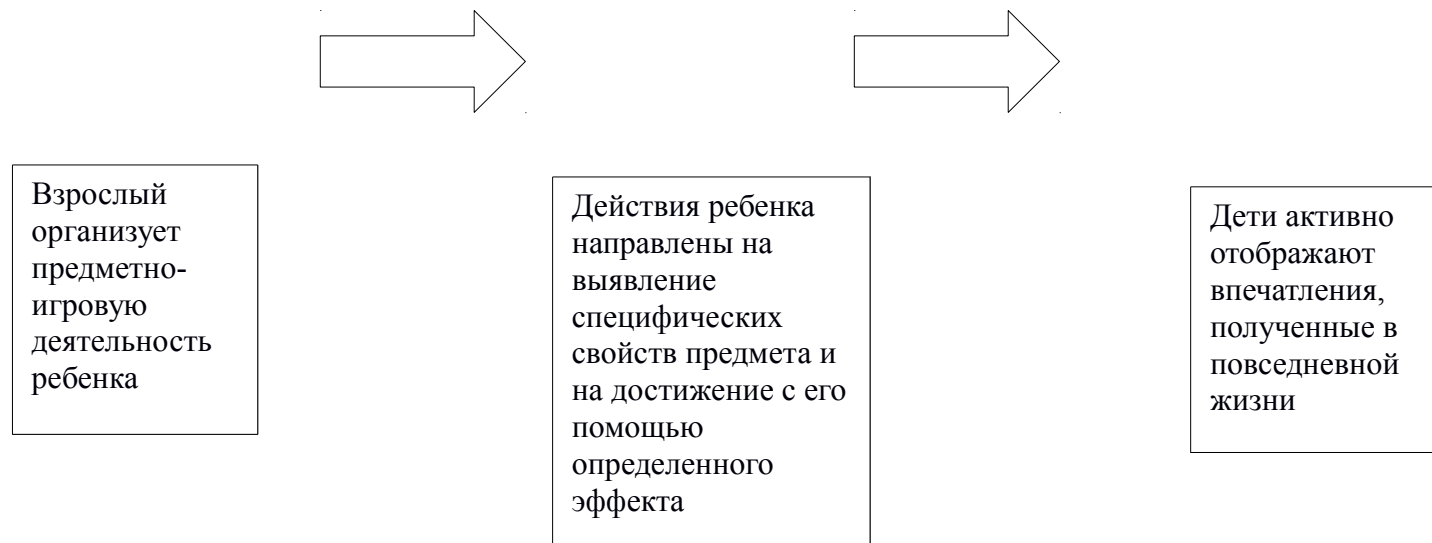 Взрослый
организует
предметно-
игровую
деятельность
ребенка
Действия ребенка
направлены на
выявление
специфических
свойств предмета и
на достижение с его
помощью
определенного
эффекта
Дети активно
отображают
впечатления,
полученные в
повседневной
жизни